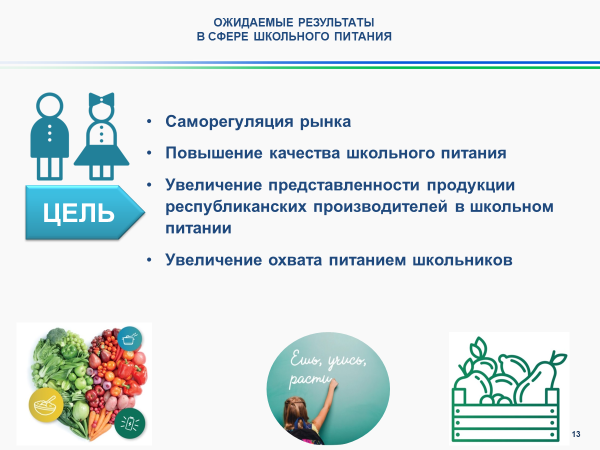 ОЖИДАЕМЫЕ РЕЗУЛЬТАТЫ
В СФЕРЕ ШКОЛЬНОГО ПИТАНИЯ
ЦЕЛЬ
• Саморегуляция рынка
• Повышение качества школьного питания
• Увеличение представленности продукции
республиканских производителей в школьном
питании
• Увеличение охвата питанием школьников
Ешь, учись,
расти
13